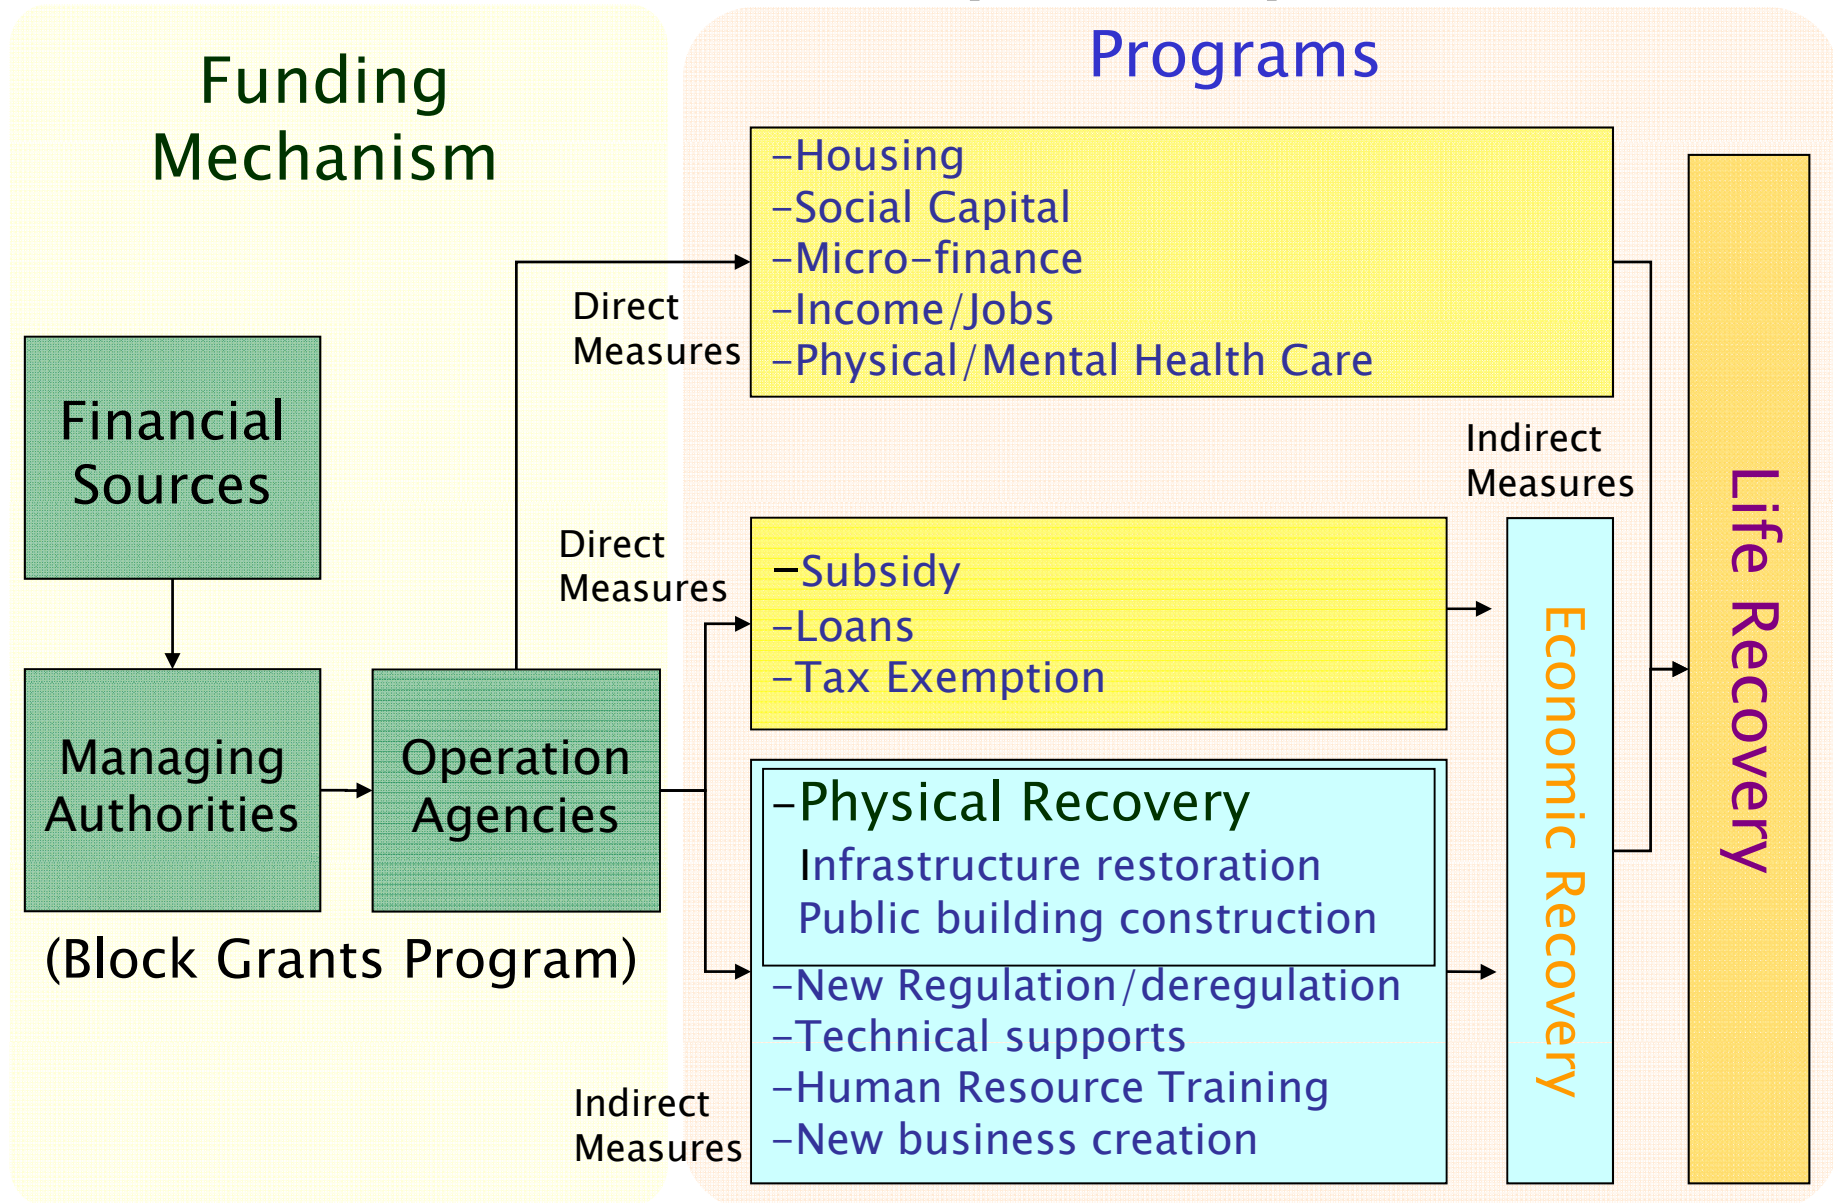 Funding
Mechanism
Programs
-Housing
-Social Capital
-Micro-finance
-Income/Jobs
-Physical/Mental Health Care
Direct
Measures
Financial
Sources
Indirect
Measures
Direct
Measures
-Subsidy
-Loans
-Tax Exemption
Managing
Authorities
Operation
Agencies
(Block Grants Program)
-Physical Recovery
Infrastructure restoration
Public building construction
-New Regulation/deregulation
-Technical supports
-Human Resource Training
-New business creation
Indirect
Measures
Economic Recovery
Life Recovery